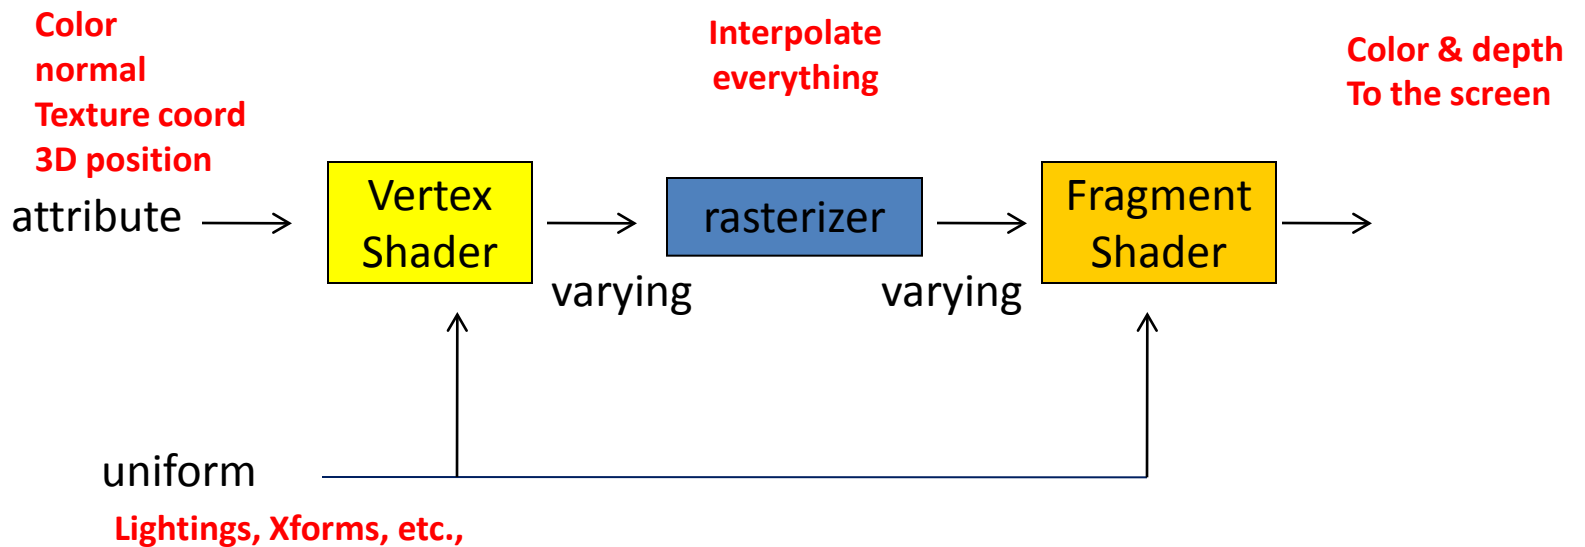 Color
normal
Texture coord
3D position
attribute
Vertex
Shader
varying
Interpolate
everything
rasterizer
varying
Fragment
Shader
Color & depth
To the screen
uniform
Lightings, Xforms, etc.,